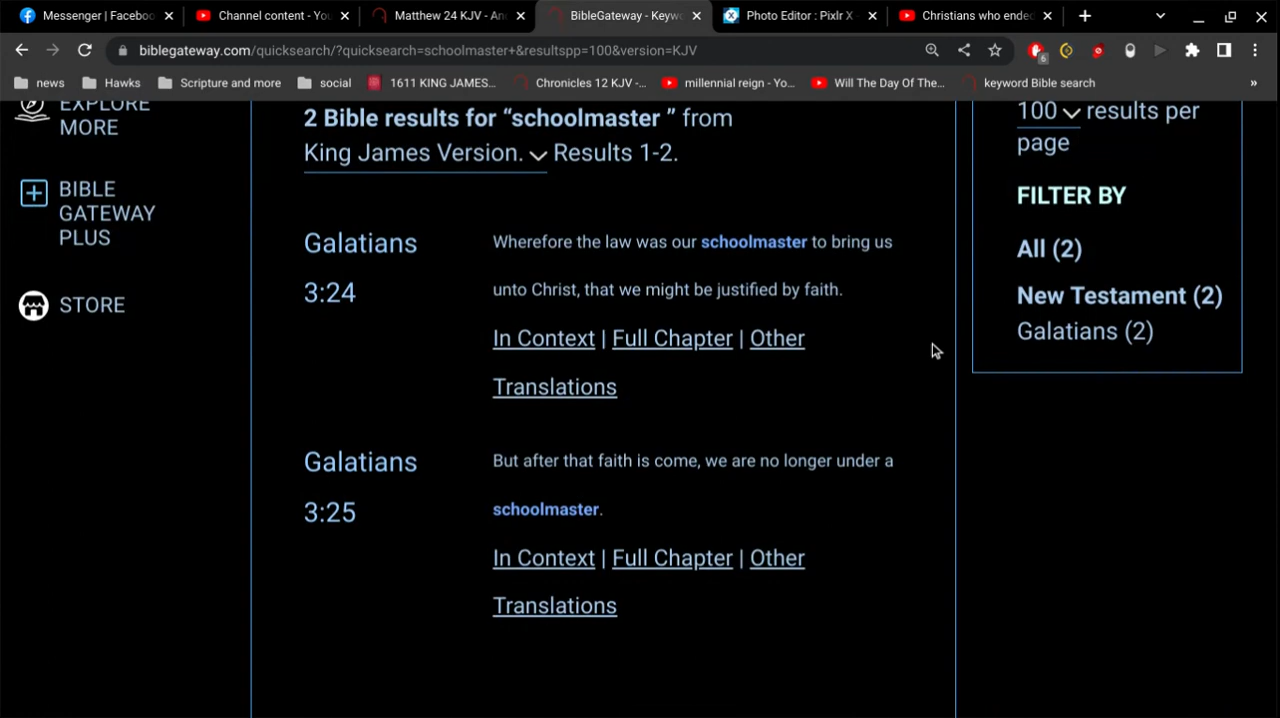 Messenger | Faceboo
Channel content - You
Matthew 24 KJV - And
BibleGateway - Keywo
Photo Editor : Pixlr X -
Christians who ended
biblegateway.com/quicksearch/?quicksearch=schoolmaster+&resultspp=100&version=KJV
6
news
Hawks
Scripture and more
social
1611 KING JAMES...
Chronicles 12 KJV -...
millennial reign - Yo...
Will The Day Of The...
keyword Bible search
»
EXPLORE
MORE
BIBLE
GATEWAY
PLUS
STORE
2 Bible results for “schoolmaster ” from
King James Version. Results 1-2.
Galatians
3:24
Wherefore the law was our schoolmaster to bring us
unto Christ, that we might be justified by faith.
In Context | Full Chapter | Other
Translations
Galatians
3:25
But after that faith is come, we are no longer under a
schoolmaster.
In Context | Full Chapter | Other
Translations
100 results per
page
FILTER BY
All (2)
New Testament (2)
Galatians (2)